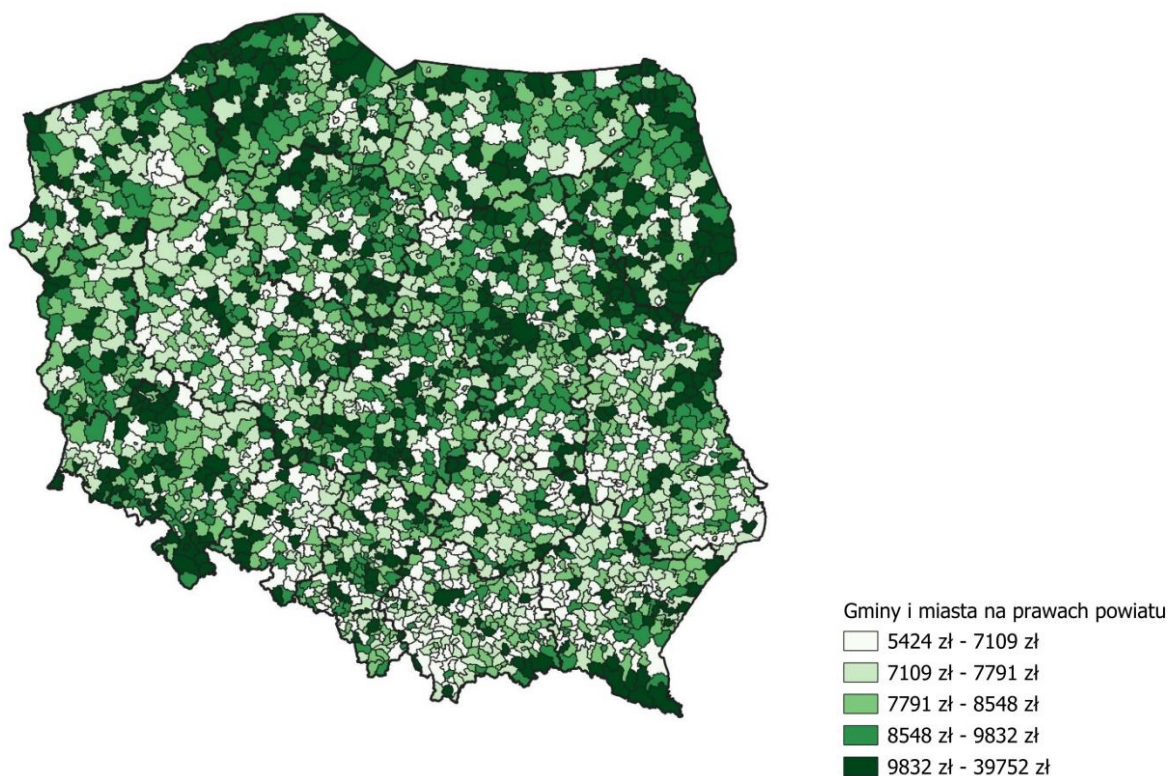 Gminy i miasta na prawach powiatu
5424 zł - 7109 zł
7109 zł - 7791 zł
7791 zł - 8548 zł
8548 zł - 9832 zł
9832 zł - 39752 zł